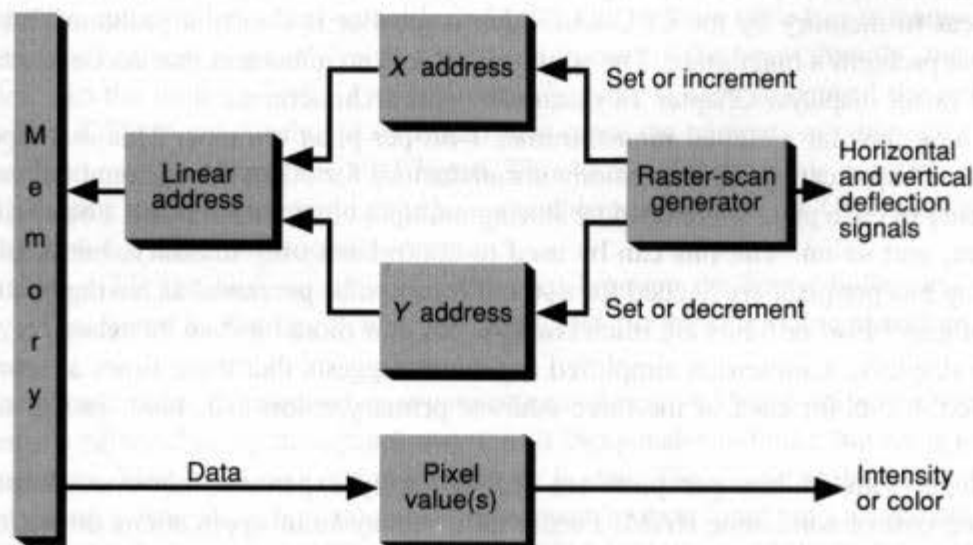 X address
Set or increment
M
e
m
o
r
y
Linear
address
Raster-scan
generator
Horizontal
and vertical
deflection
signals
Y address
Set or decrement
Data
Pixel
value(s)
Intensity
or color